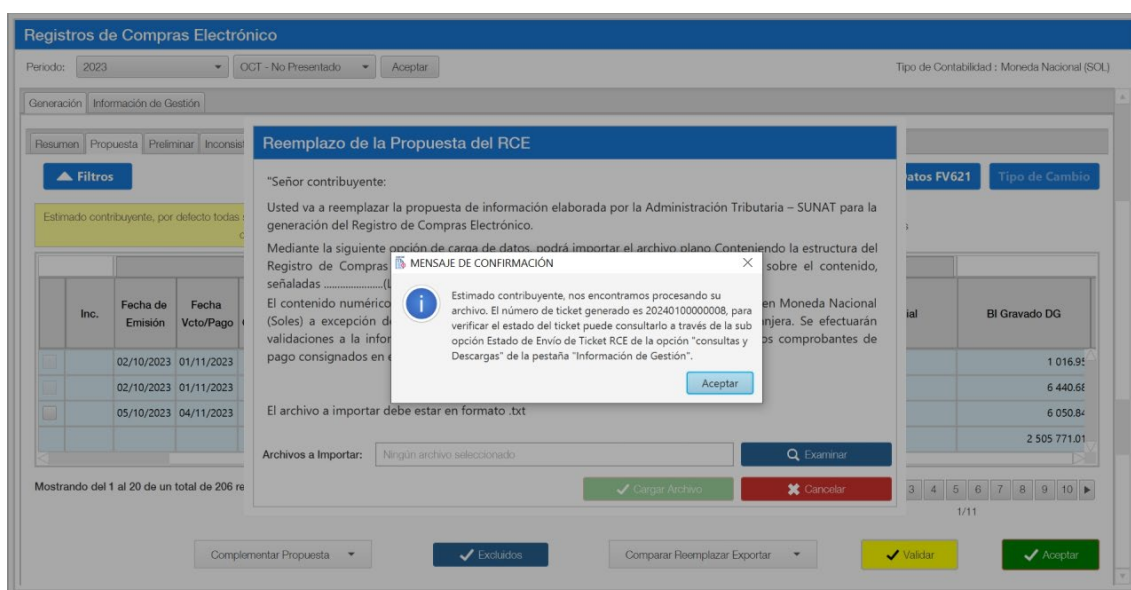 Registros de Compras Electrónico
Periodo: 2023 OCT - No Presentado Aceptar Tipo de Contabilidad : Moneda Nacional (SOL)
Generación Información de Gestión
Resumen Propuesta Preliminar
Reemplazo de la Propuesta del RCE
Filtros
FV621 Tipo de Cambio
"Señor contribuyente:
Usted va a reemplazar la propuesta de información elaborada por la Administración Tributaria – SUNAT para la
generación del Registro de Compras Electrónico.
Estimado contribuyente, por defecto todas
Mediante la siguiente opción de carga de datos, podrá importar el archivo plano Conteniendo la estructura del
Registro de Compras sobre el contenido,
señaladas .....................(L
El contenido numérico en Moneda Nacional
(Soles) a excepción Se efectuarán
validaciones a la comprobantes de
pago consignados en
MENSAJE DE CONFIRMACIÓN
Estimado contribuyente, nos encontramos procesando su
archivo. El número de ticket generado es 20240100000008, para
verificar el estado del ticket puede consultarlo a través de la sub
opción Estado de Envío de Ticket RCE de la opción "consultas y
Descargas" de la pestaña "Información de Gestión".
Aceptar
Inc. Fecha de Emisión Fecha Vcto/Pago BI Gravado DG
02/10/2023 01/11/2023 1 016.95
02/10/2023 01/11/2023 6 440.68
05/10/2023 04/11/2023 6 050.84
2 505 771.01
El archivo a importar debe estar en formato .txt
Archivos a Importar: Ningún archivo seleccionado Examinar
Cargar Archivo Cancelar
Mostrando del 1 al 20 de un total de 206 3 4 5 6 7 8 9 10
1/11
Complementar Propuesta Excluidos Comparar Reemplazar Exportar Validar Aceptar